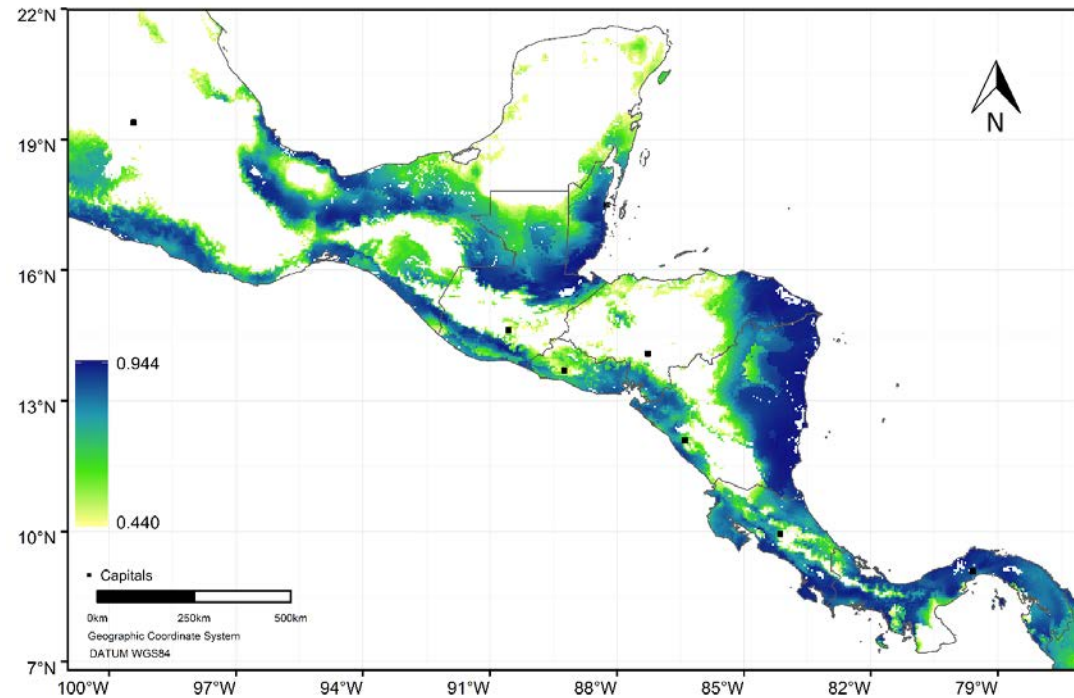 22°N
19°N
16°N
13°N
10°N
7°N
N
0.944
0.440
Capitals
0km 250km 500km
Geographic Coordinate System
DATUM WGS84
100°W 97°W 94°W 91°W 88°W 85°W 82°W 79°W